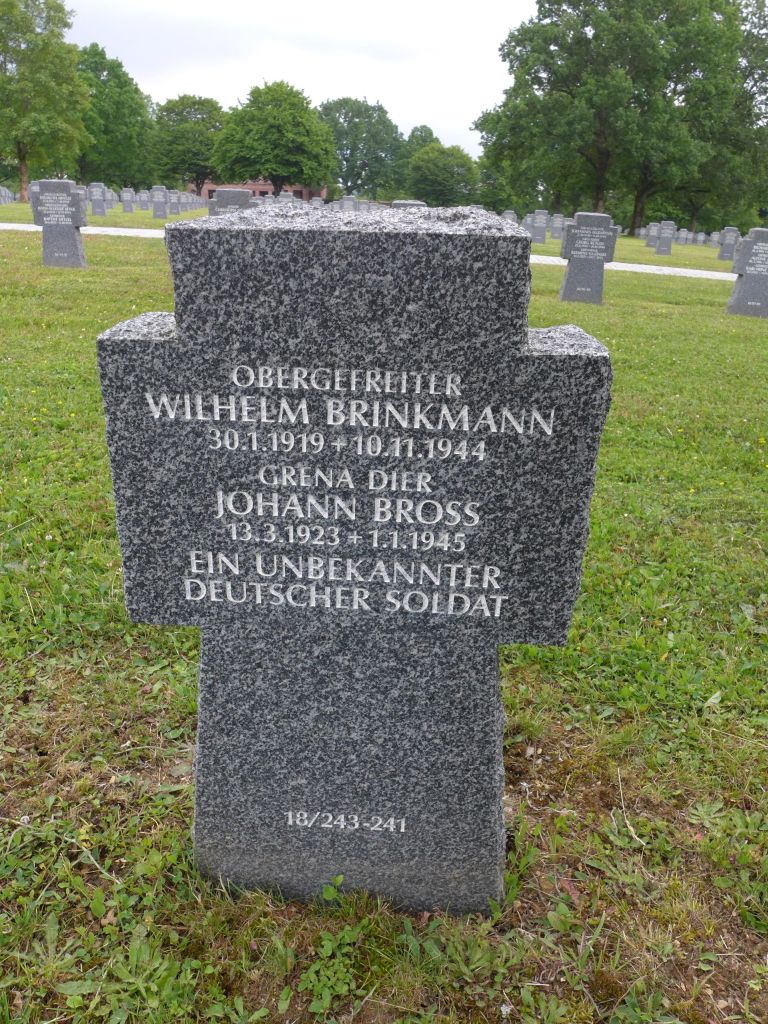 OBERGEFREITER
WILHELM BRINKMANN
30.1.1919 + 10.11.1944
GRENA DIER
JOHANN BROSS
13.3.1923 + 1.1.1945
EIN UNBEKANNTER
DEUTSCHER SOLDAT
18/243-241